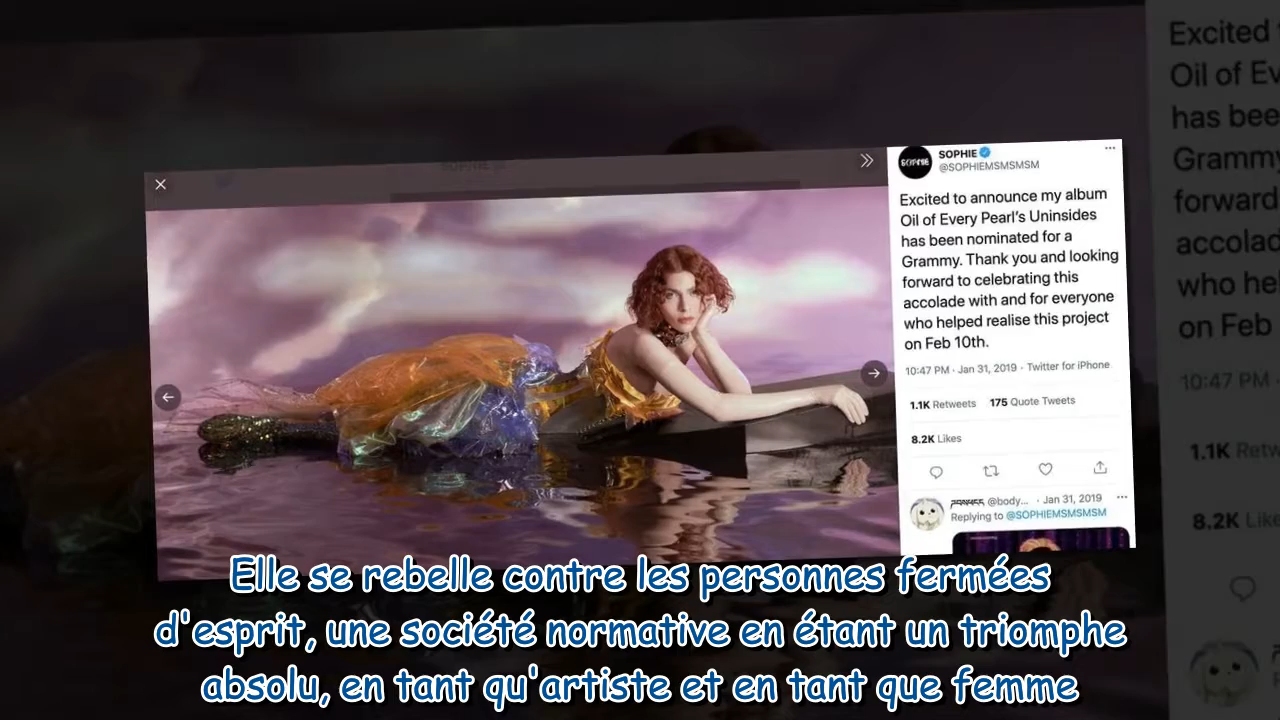 SOPHIE
@SOPHIEMSMSMSM
Excited to announce my album
Oil of Every Pearl’s Uninsides
has been nominated for a
Grammy. Thank you and looking
forward to celebrating this
accolade with and for everyone
who helped realise this project
on Feb 10th.
10:47 PM · Jan 31, 2019 · Twitter for iPhone
1.1K Retweets 175 Quote Tweets
8.2K Likes
@body... · Jan 31, 2019
Replying to @SOPHIEMSMSMSM
Excited
Oil of Ev
has bee
Grammy
forward
accolad
who he
on Feb
10:47 PM
1.1K Retw
8.2K Like
Elle se rebelle contre les personnes fermées
d'esprit, une société normative en étant un triomphe
absolu, en tant qu'artiste et en tant que femme